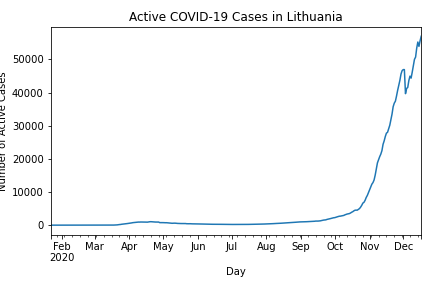 Active COVID-19 Cases in Lithuania
Number of Active Cases
50000
40000
30000
20000
10000
0
Feb Mar Apr May Jun Jul Aug Sep Oct Nov Dec
2020
Day